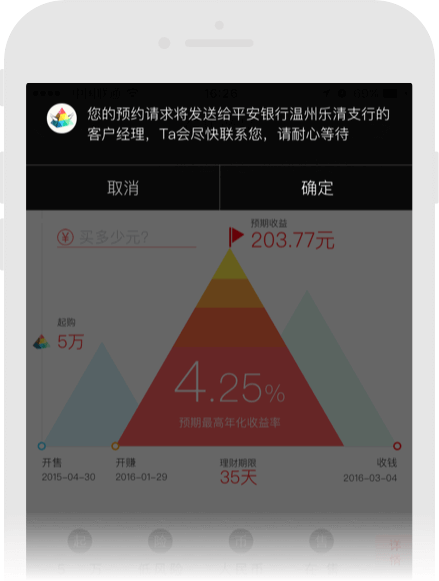 您的预约请求将发送给平安银行温州乐清支行的
客户经理，Ta会尽快联系您，请耐心等待
取消
确定
买多少元?
预期收益
203.77元
起购
5万
4.25%
预期最高年化收益率
开售
2015-04-30
开赚
2016-01-29
理财期限
35天
收钱
2016-03-04